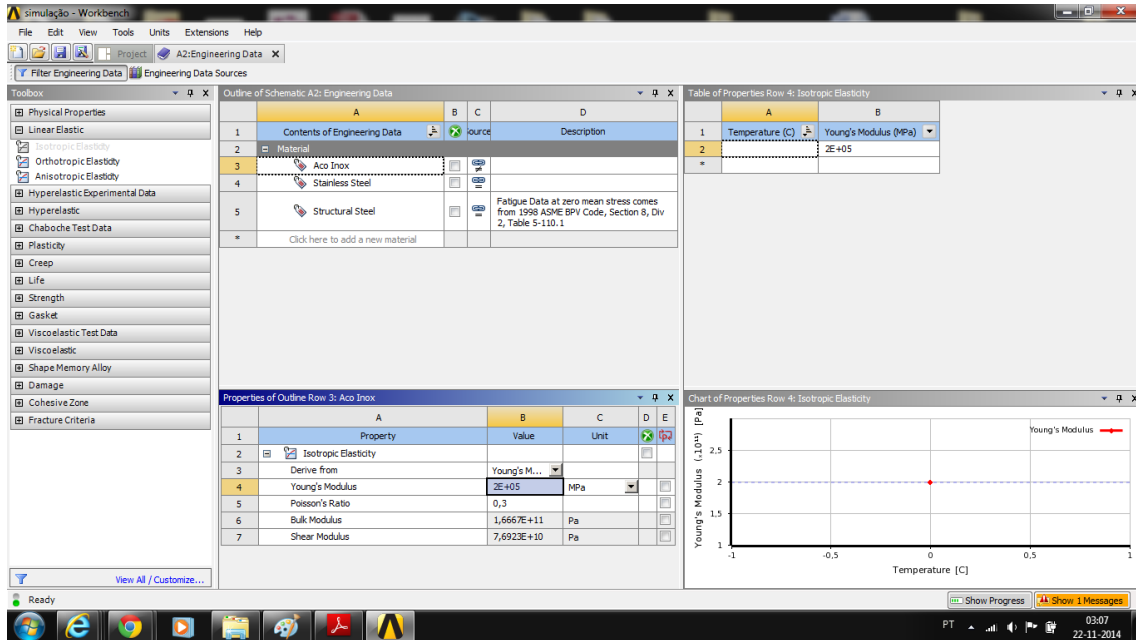 simulação - Workbench
File Edit View Tools Units Extensions Help
Project A2:Engineering Data
Filter Engineering Data Engineering Data Sources
Toolbox
Physical Properties
Linear Elastic
Isotropic Elasticity
Orthotropic Elasticity
Anisotropic Elasticity
Hyperelastic Experimental Data
Hyperelastic
Chaboche Test Data
Plasticity
Creep
Life
Strength
Gasket
Viscoelastic Test Data
Viscoelastic
Shape Memory Alloy
Damage
Cohesive Zone
Fracture Criteria
View All / Customize...
Outline of Schematic A2: Engineering Data
A B C D
1 Contents of Engineering Data ource Description
2 Material
3 Aco Inox
4 Stainless Steel
5 Structural Steel Fatigue Data at zero mean stress comes
from 1998 ASME BPV Code, Section 8, Div
2, Table 5-110.1
* Click here to add a new material
Table of Properties Row 4: Isotropic Elasticity
A B
1 Temperature (C) Young's Modulus (MPa)
2 2E+05
*
Properties of Outline Row 3: Aco Inox
A B C D E
1 Property Value Unit
2 Isotropic Elasticity
3 Derive from Young's M...
4 Young's Modulus 2E+05 MPa
5 Poisson's Ratio 0,3
6 Bulk Modulus 1,6667E+11 Pa
7 Shear Modulus 7,6923E+10 Pa
Chart of Properties Row 4: Isotropic Elasticity
Young's Modulus (.10¹¹) [Pa]
Young's Modulus
2,5
2
1,5
1
-1 -0,5 0 0,5 1
Temperature [C]
Ready
Show Progress Show 1 Messages
PT 03:07
22-11-2014